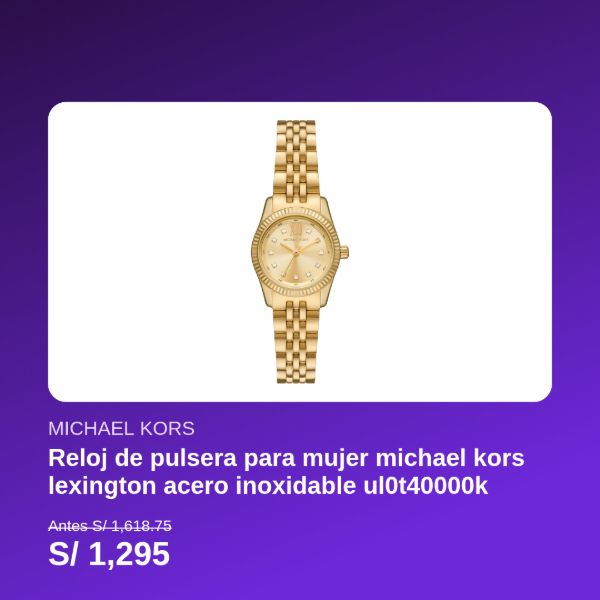 MICHAEL KORS
Reloj de pulsera para mujer michael kors
lexington acero inoxidable ul0t40000k
Antes S/ 1,618.75
S/ 1,295